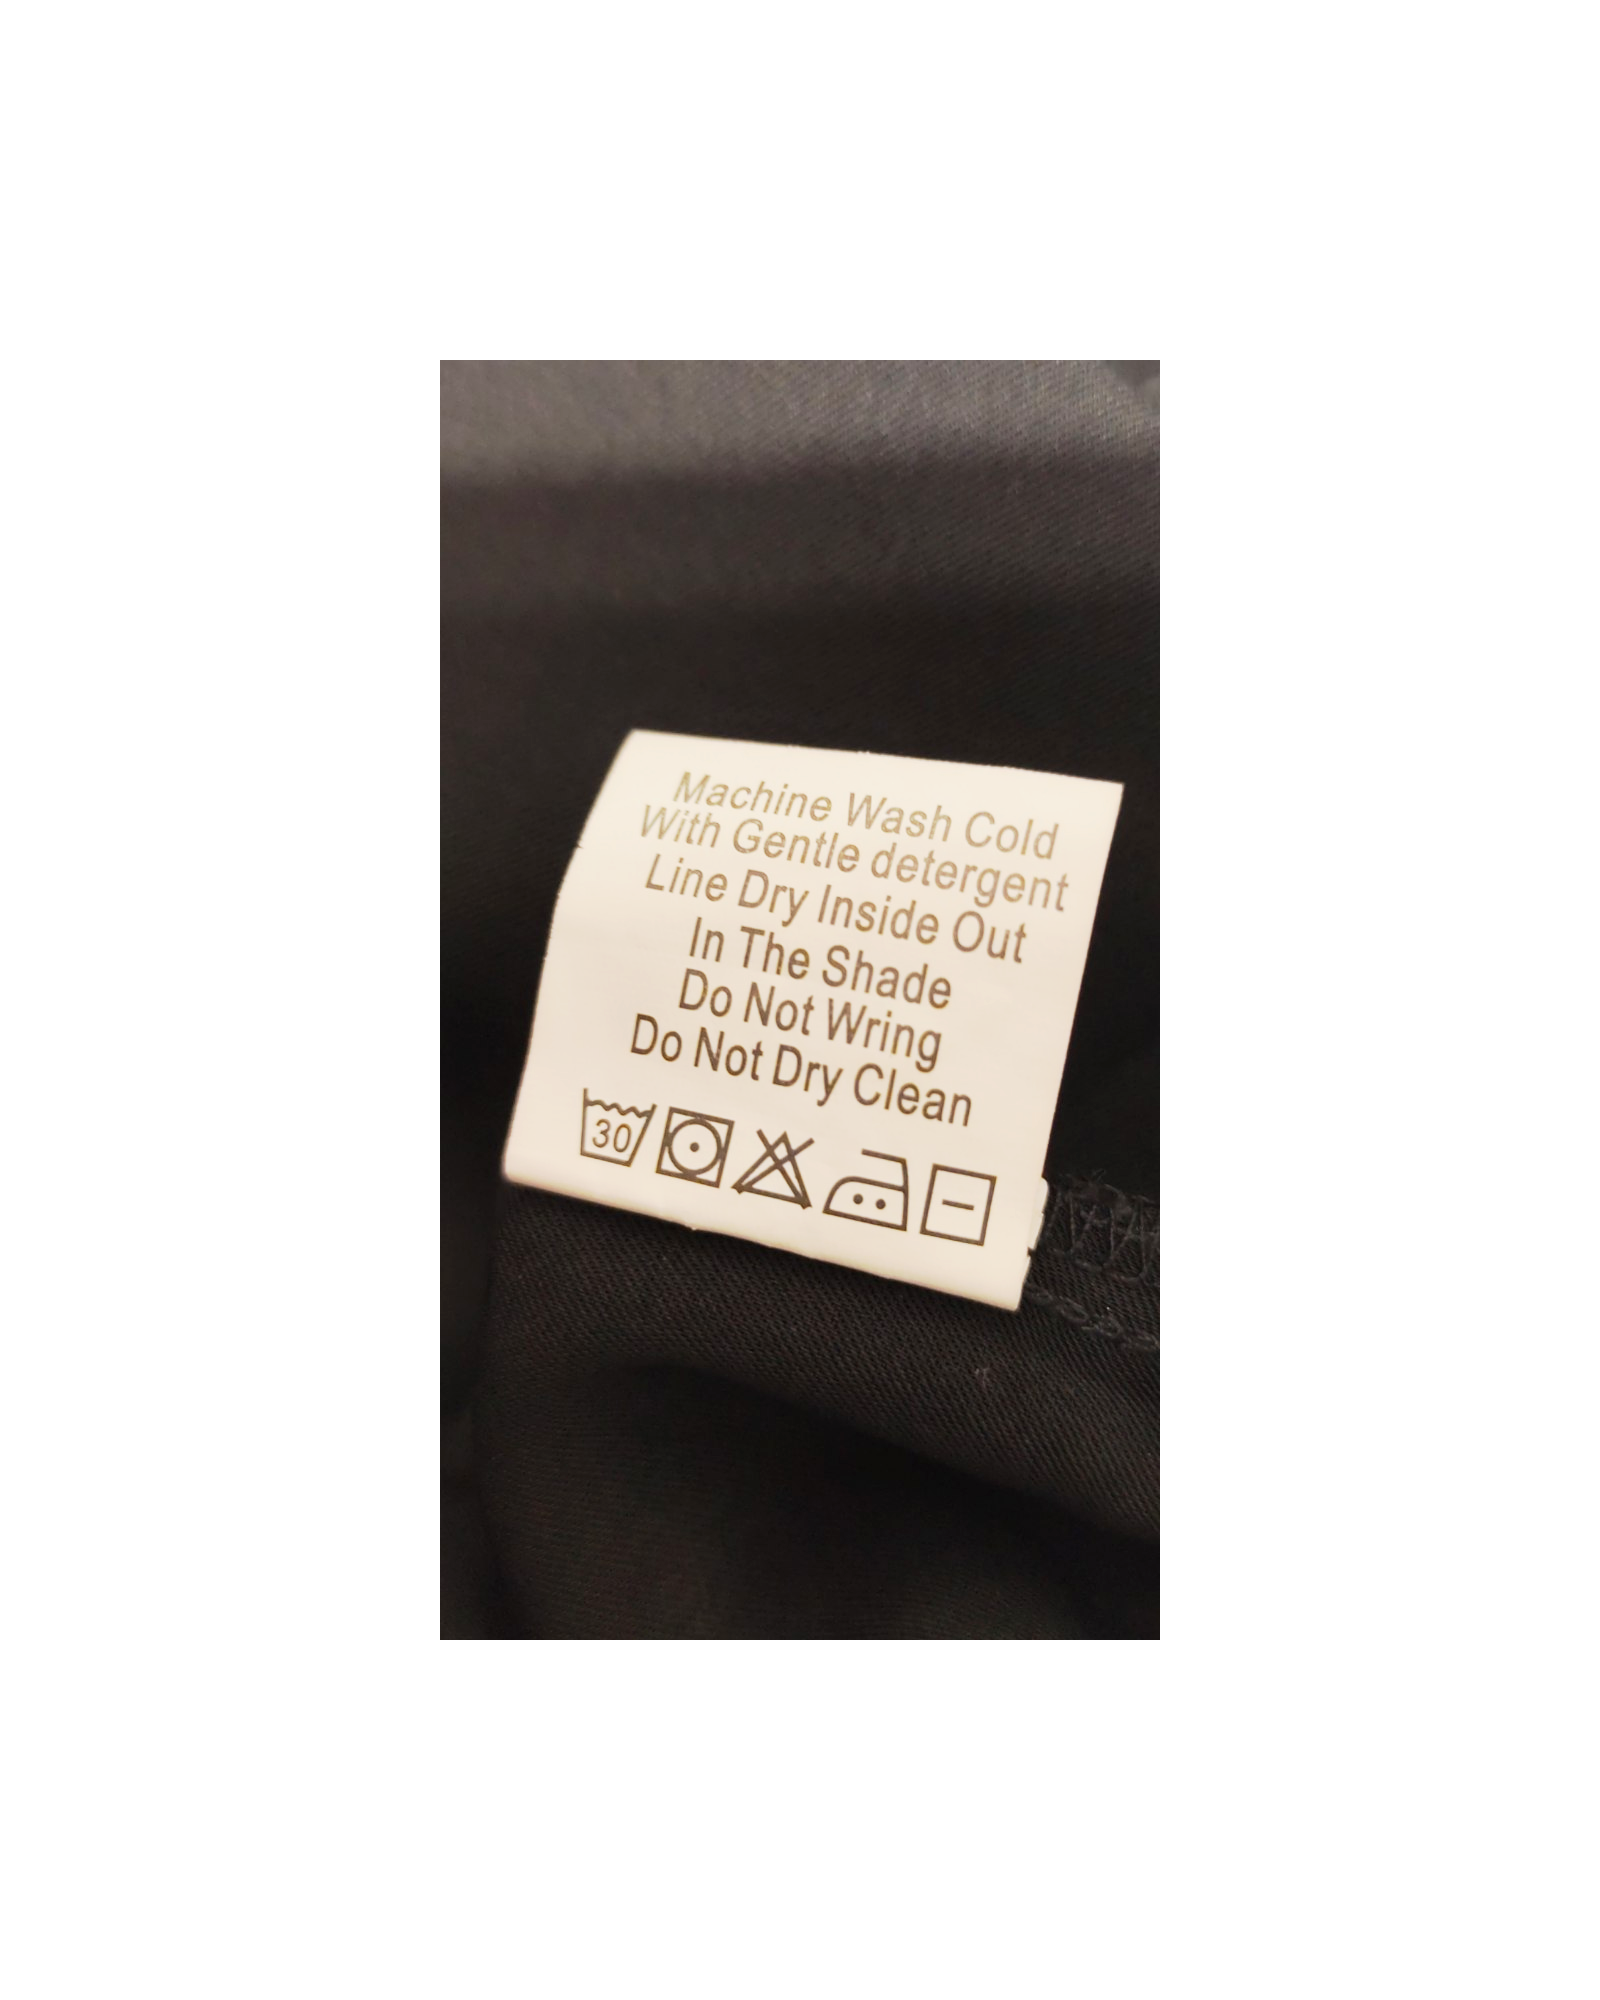 Machine Wash Cold
With Gentle detergent
Line Dry Inside Out
In The Shade
Do Not Wring
Do Not Dry Clean
30